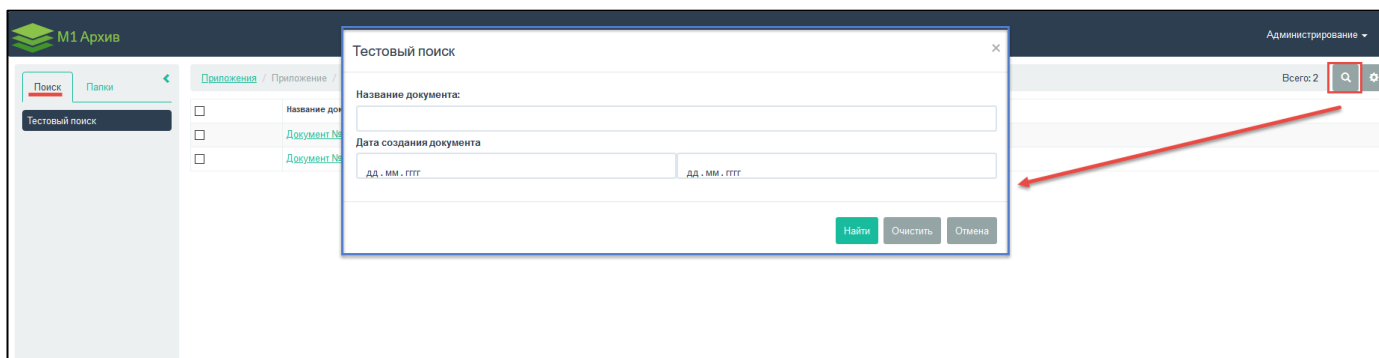 М1 Архив
Администрирование
Поиск
Папки
Тестовый поиск
Приложения / Приложение /
Всего: 2
Название док
Документ №
Документ №
Тестовый поиск
×
Название документа:
Дата создания документа
дд . мм . гггг
дд . мм . гггг
Найти
Очистить
Отмена